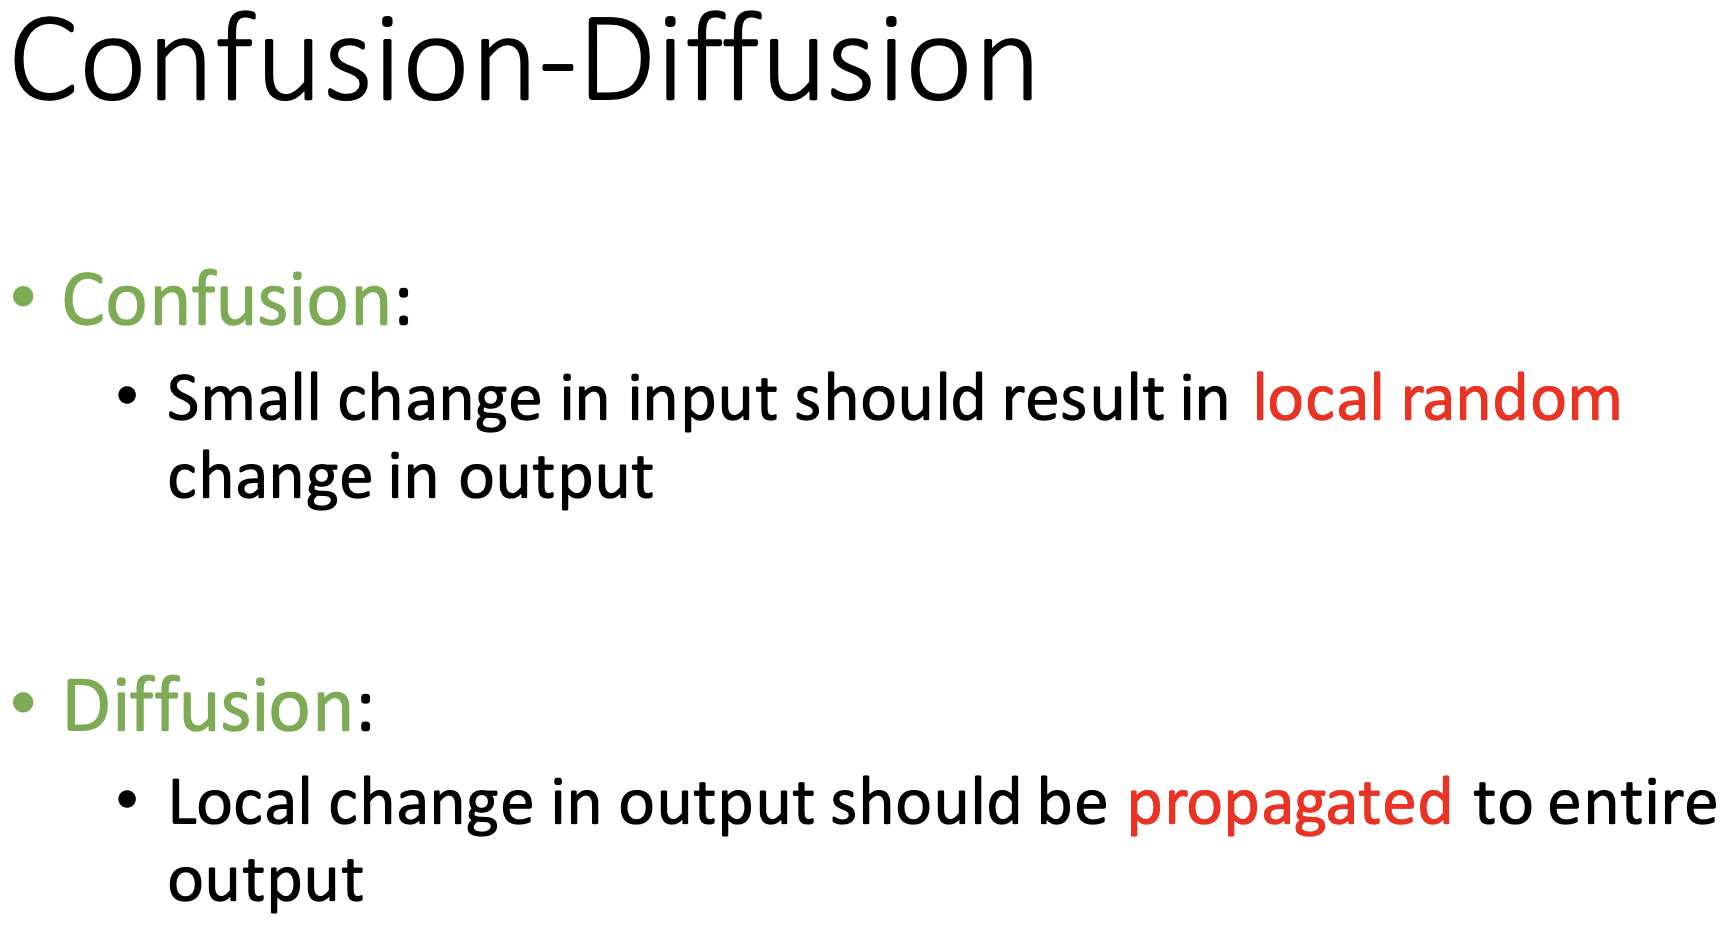 Confusion-Diffusion
• Confusion:
• Small change in input should result in local random
change in output
• Diffusion:
• Local change in output should be propagated to entire
output